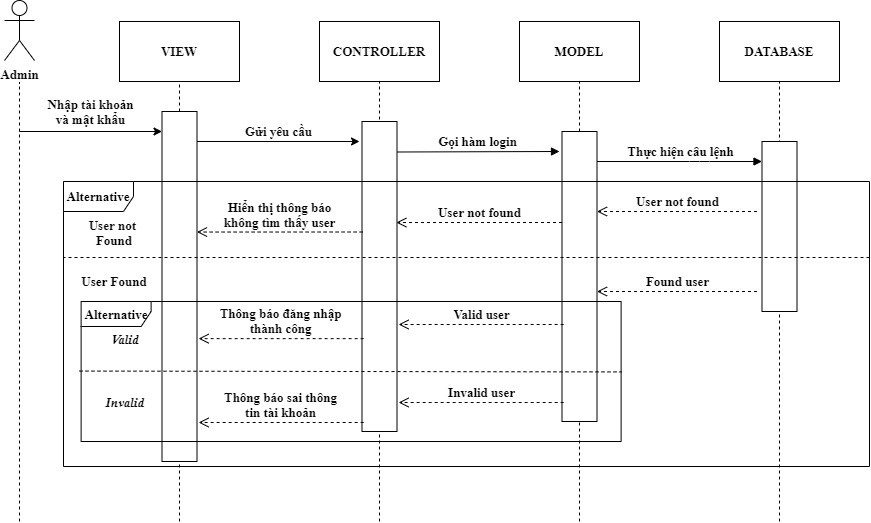 VIEW
CONTROLLER
MODEL
DATABASE
Admin
Nhập tài khoản
và mật khẩu
Gửi yêu cầu
Gọi hàm login
Thực hiện câu lệnh
Alternative
User not
Found
Hiển thị thông báo
không tìm thấy user
User not found
User not found
User Found
Found user
Alternative
Valid
Thông báo đăng nhập
thành công
Valid user
Invalid
Thông báo sai thông
tin tài khoản
Invalid user